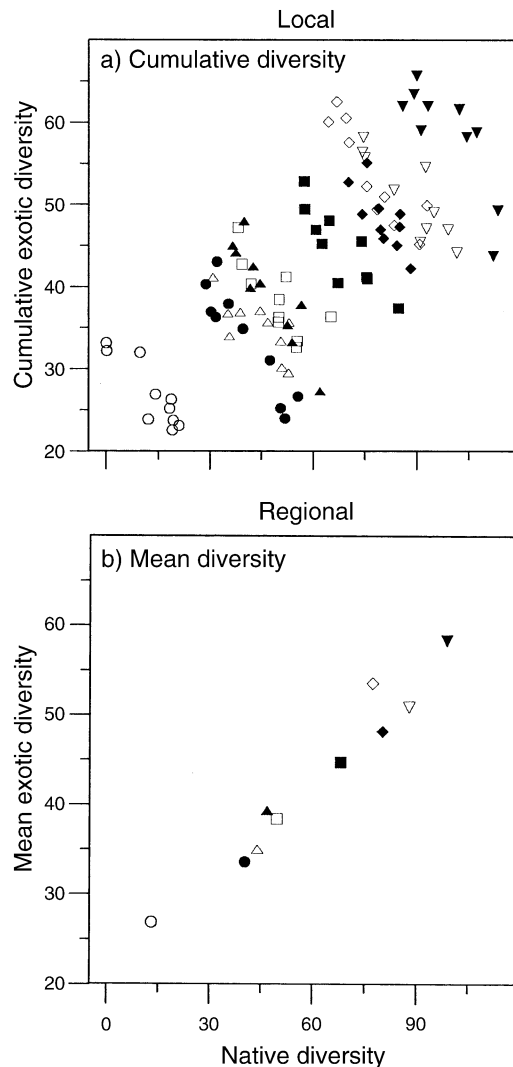 Local
a) Cumulative diversity
Cumulative exotic diversity
60
50
40
30
20
Regional
b) Mean diversity
Mean exotic diversity
60
50
40
30
20
0 30 60 90
Native diversity